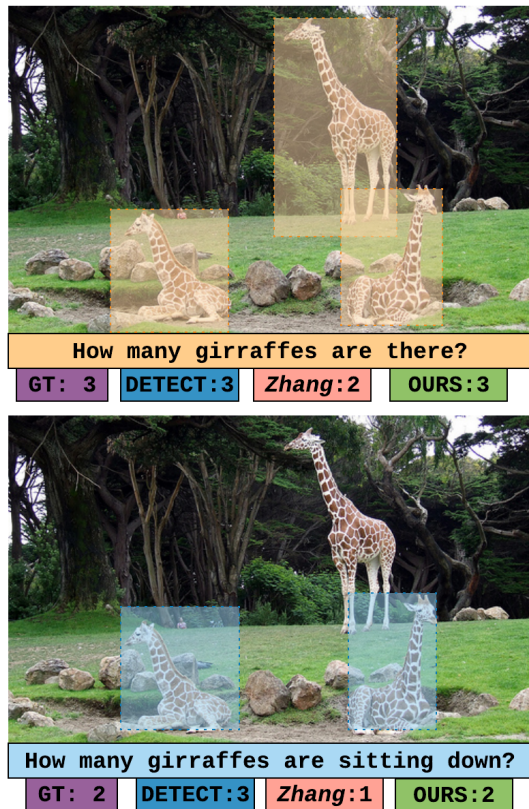 How many girraffes are there?
GT: 3 DETECT:3 Zhang:2 OURS:3
How many girraffes are sitting down?
GT: 2 DETECT:3 Zhang:1 OURS:2